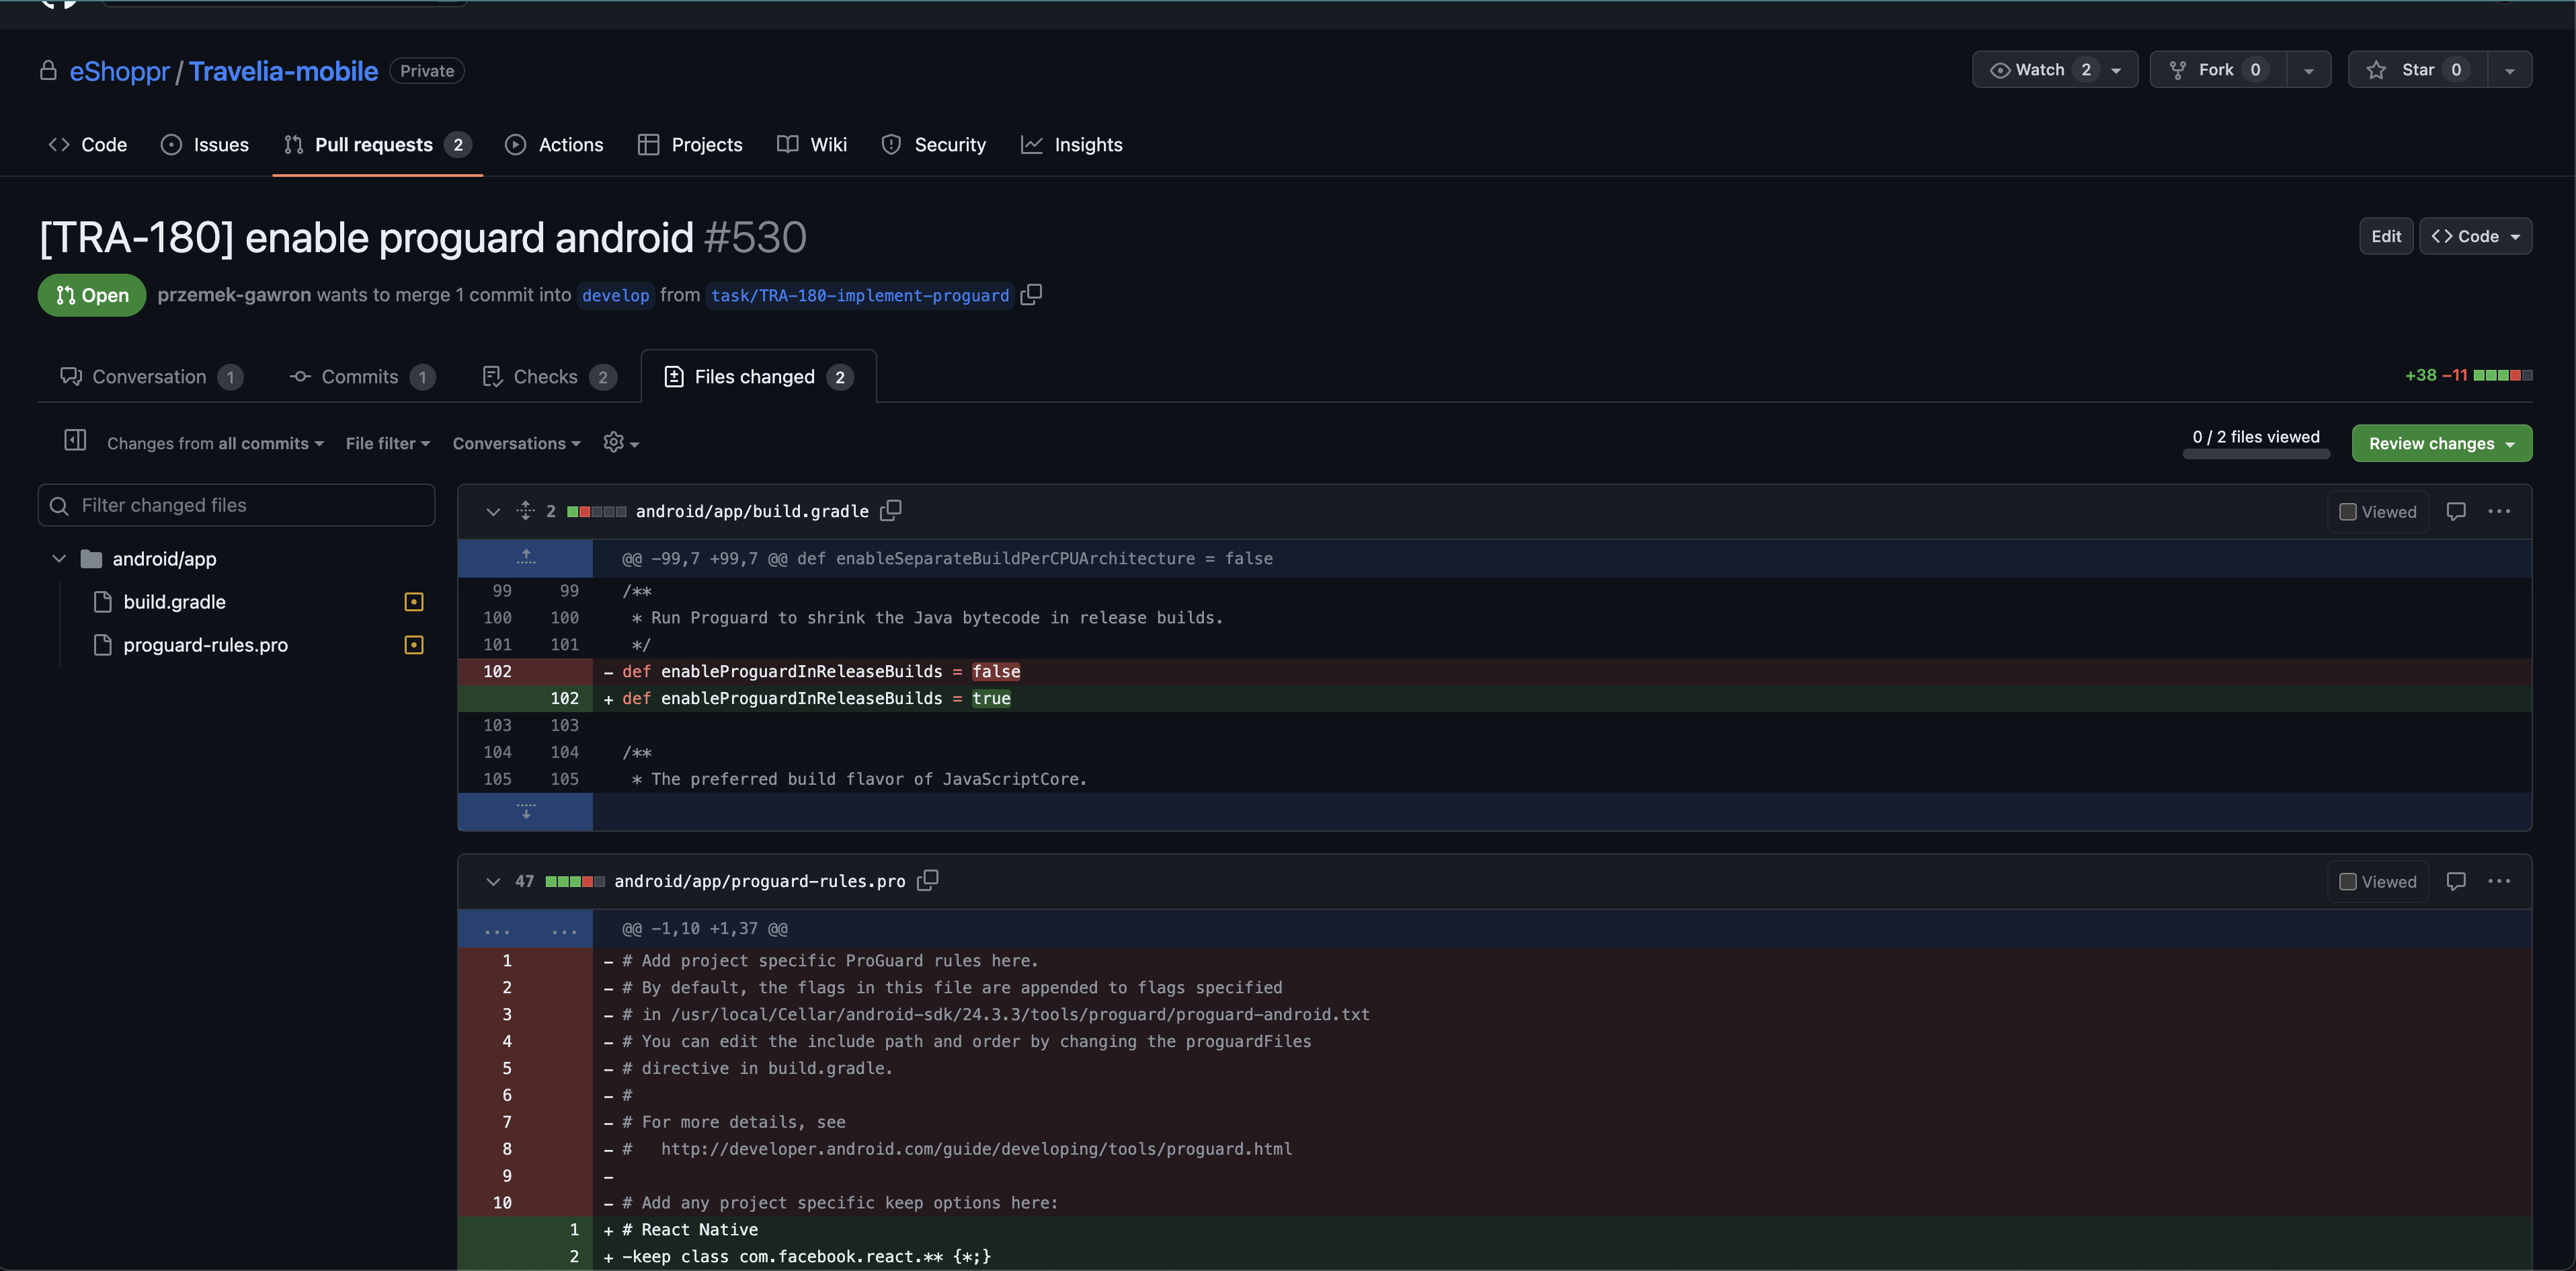 eShoppr / Travelia-mobile Private
Watch 2
Fork 0
Star 0
Code
Issues
Pull requests 2
Actions
Projects
Wiki
Security
Insights
[TRA-180] enable proguard android #530
Edit
<> Code
Open przemek-gawron wants to merge 1 commit into develop from task/TRA-180-implement-proguard
Conversation 1
Commits 1
Checks 2
Files changed 2
+38 −11
Changes from all commits
File filter
Conversations
0 / 2 files viewed
Review changes
Filter changed files
android/app
build.gradle
proguard-rules.pro
2 android/app/build.gradle
Viewed
@@ -99,7 +99,7 @@ def enableSeparateBuildPerCPUArchitecture = false
99 99 /**
100 100 * Run Proguard to shrink the Java bytecode in release builds.
101 101 */
102 - def enableProguardInReleaseBuilds = false
102 + def enableProguardInReleaseBuilds = true
103 103
104 104 /**
105 105 * The preferred build flavor of JavaScriptCore.
47 android/app/proguard-rules.pro
Viewed
... ... @@ -1,10 +1,37 @@
1 - # Add project specific ProGuard rules here.
2 - # By default, the flags in this file are appended to flags specified
3 - # in /usr/local/Cellar/android-sdk/24.3.3/tools/proguard/proguard-android.txt
4 - # You can edit the include path and order by changing the proguardFiles
5 - # directive in build.gradle.
6 - #
7 - # For more details, see
8 - #   http://developer.android.com/guide/developing/tools/proguard.html
9 -
10 - # Add any project specific keep options here:
1 + # React Native
2 + -keep class com.facebook.react.** {*;}